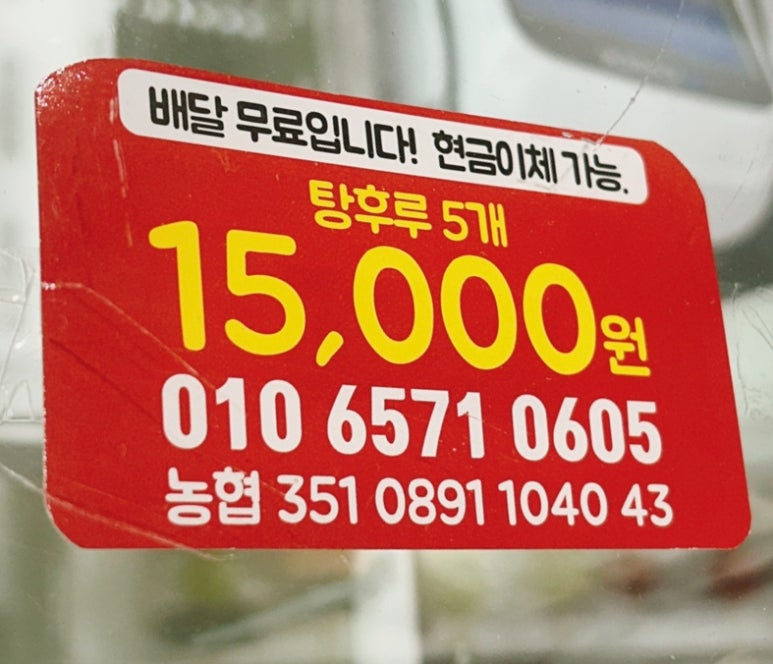 배달 무료입니다! 현금이체 가능.
탕후루 5개
15,000원
010 6571 0605
농협 351 0891 1040 43